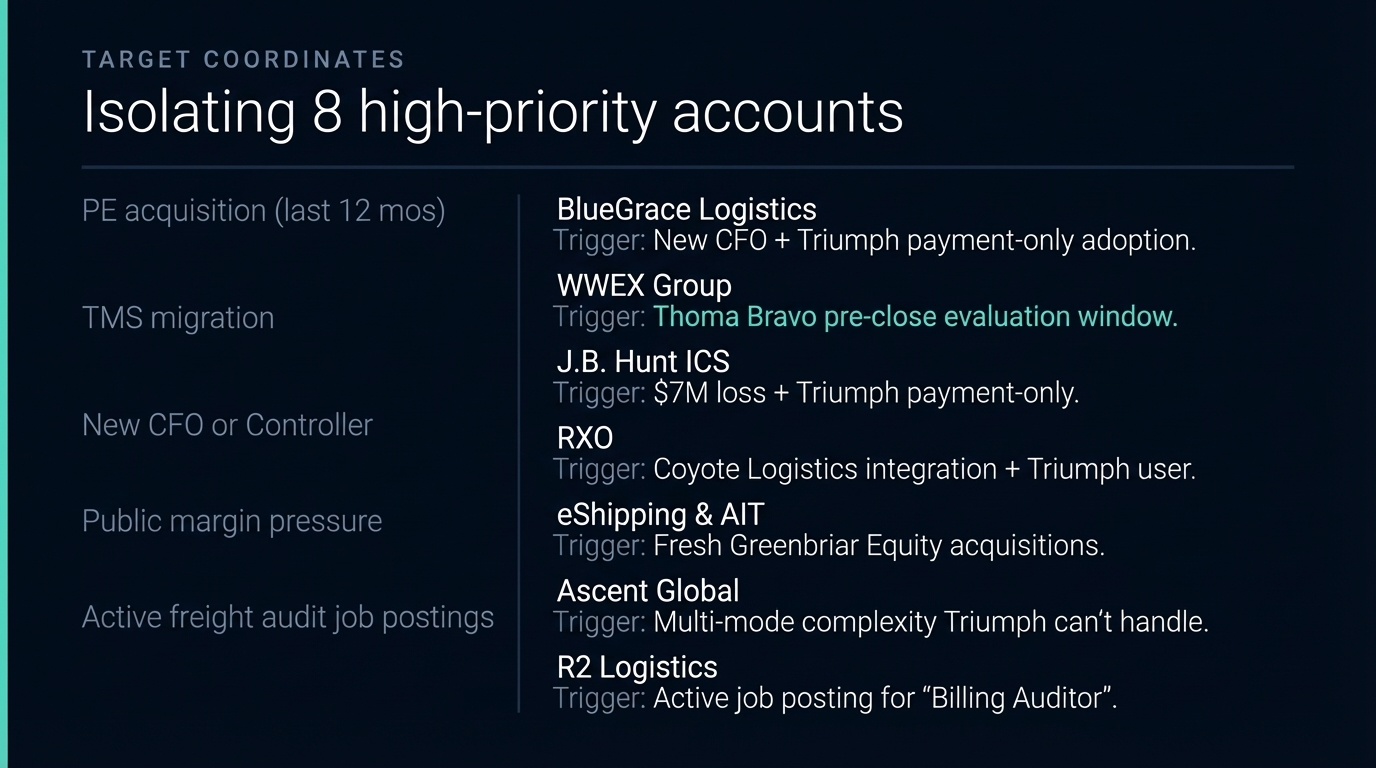 TARGET COORDINATES
Isolating 8 high-priority accounts
PE acquisition (last 12 mos)
TMS migration
New CFO or Controller
Public margin pressure
Active freight audit job postings
BlueGrace Logistics
Trigger: New CFO + Triumph payment-only adoption.
WWEX Group
Trigger: Thoma Bravo pre-close evaluation window.
J.B. Hunt ICS
Trigger: $7M loss + Triumph payment-only.
RXO
Trigger: Coyote Logistics integration + Triumph user.
eShipping & AIT
Trigger: Fresh Greenbriar Equity acquisitions.
Ascent Global
Trigger: Multi-mode complexity Triumph can’t handle.
R2 Logistics
Trigger: Active job posting for “Billing Auditor”.